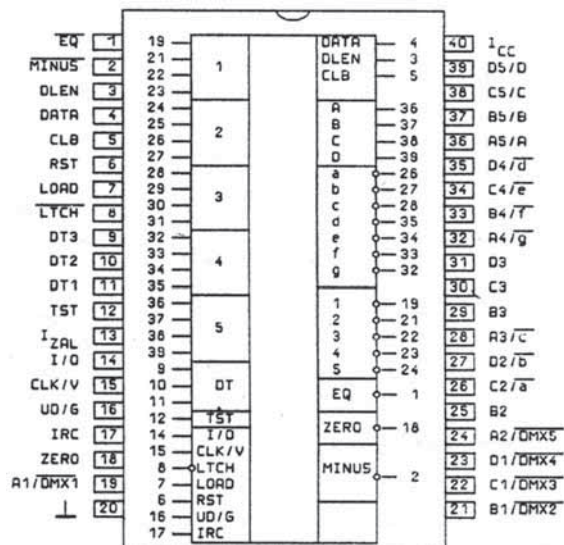 EQ 1
MINUS 2
DLEN 3
DATA 4
CLB 5
RST 6
LOAD 7
LTCH 8
DT3 9
DT2 10
DT1 11
TST 12
IZAL 13
I/O 14
CLK/V 15
UD/G 16
IRC 17
ZERO 18
A1/DMX1 19
⊥ 20
19
21
22
23
1
24
25
26
27
2
28
29
30
31
3
32
33
34
35
4
36
37
38
39
5
9
10
11
DT
12 TST
14 I/O
15 CLK/V
8 LTCH
7 LOAD
6 RST
16 UD/G
17 IRC
DATA 4
DLEN 3
CLB 5
A 36
B 37
C 38
D 39
a 26
b 27
c 28
d 35
e 34
f 33
g 32
1 19
2 21
3 22
4 23
5 24
EQ 1
ZERO 18
MINUS 2
40 ICC
39 D5/D
38 C5/C
37 B5/B
36 A5/A
35 D4/d
34 C4/e
33 B4/f
32 A4/g
31 D3
30 C3
29 B3
28 A3/c
27 D2/b
26 C2/a
25 B2
24 A2/DMX5
23 D1/DMX4
22 C1/DMX3
21 B1/DMX2